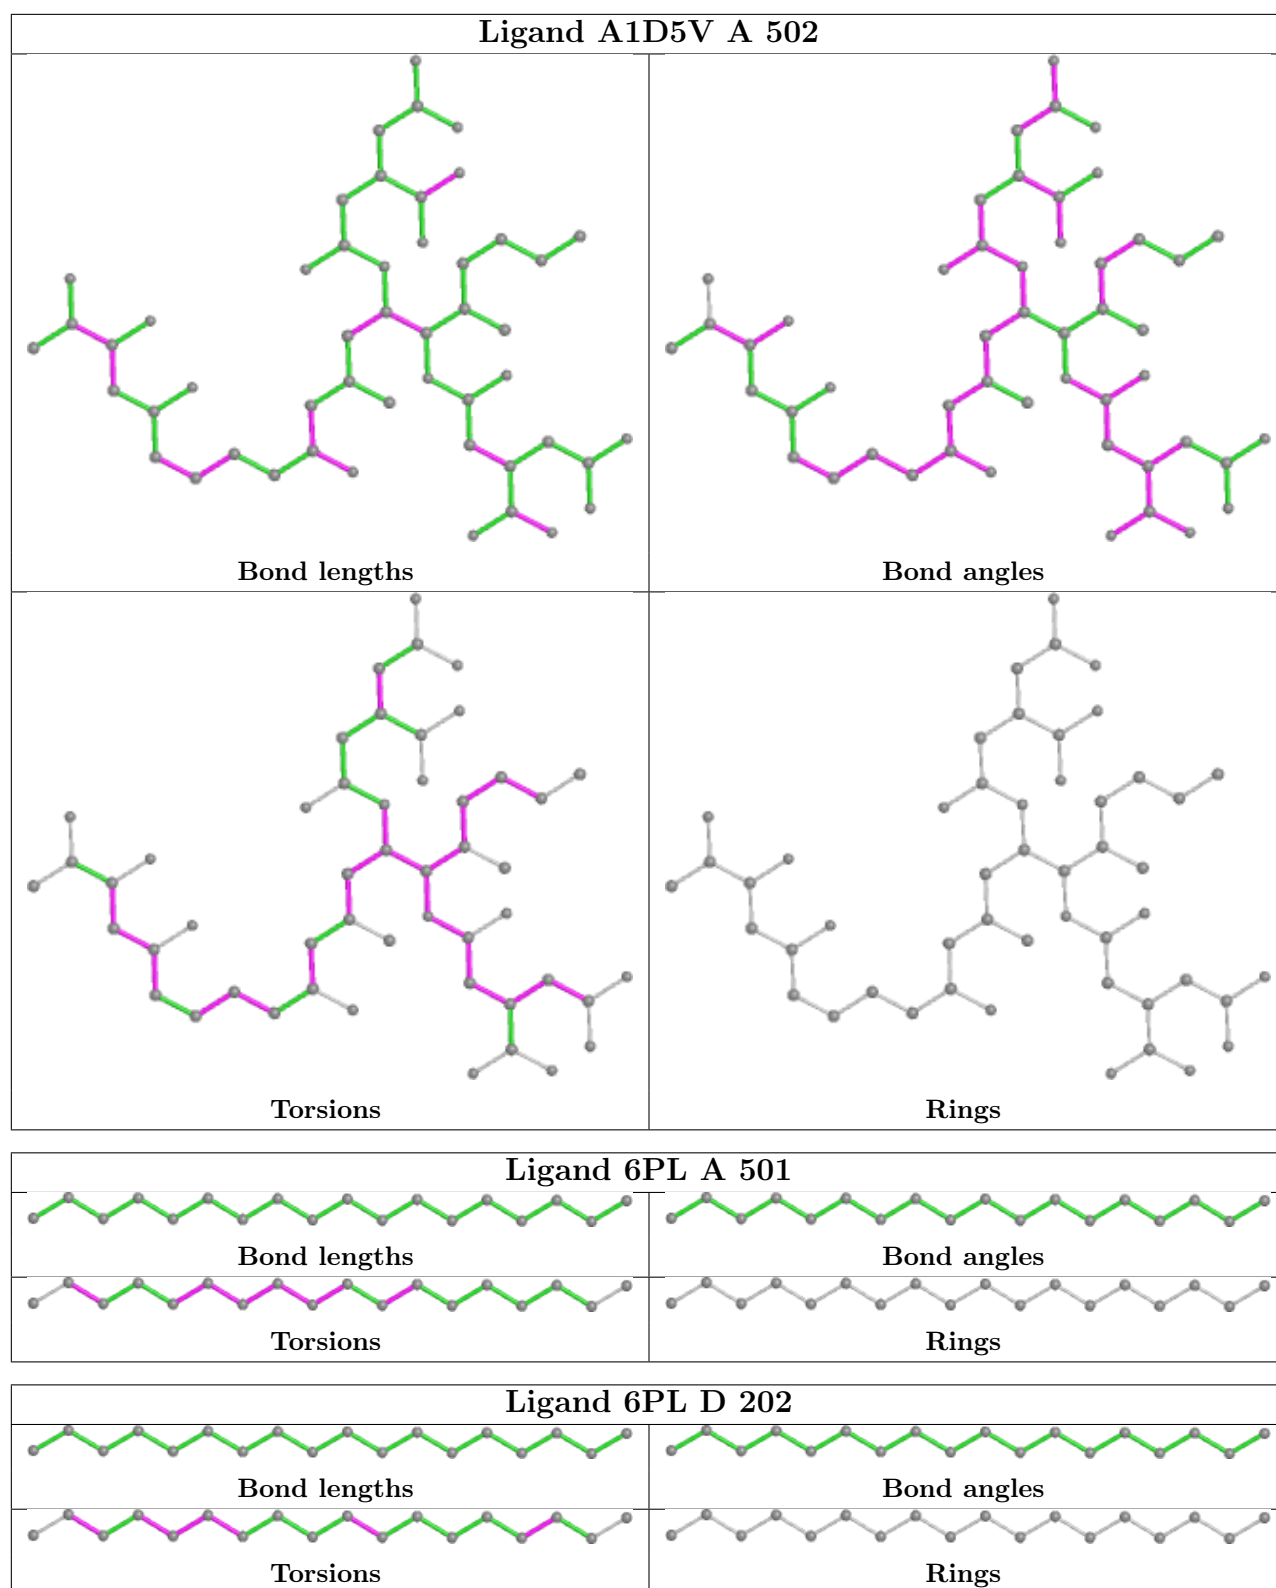 Ligand A1D5V A 502
Bond lengths
Bond angles
Torsions
Rings
Ligand 6PL A 501
Bond lengths
Bond angles
Torsions
Rings
Ligand 6PL D 202
Bond lengths
Bond angles
Torsions
Rings